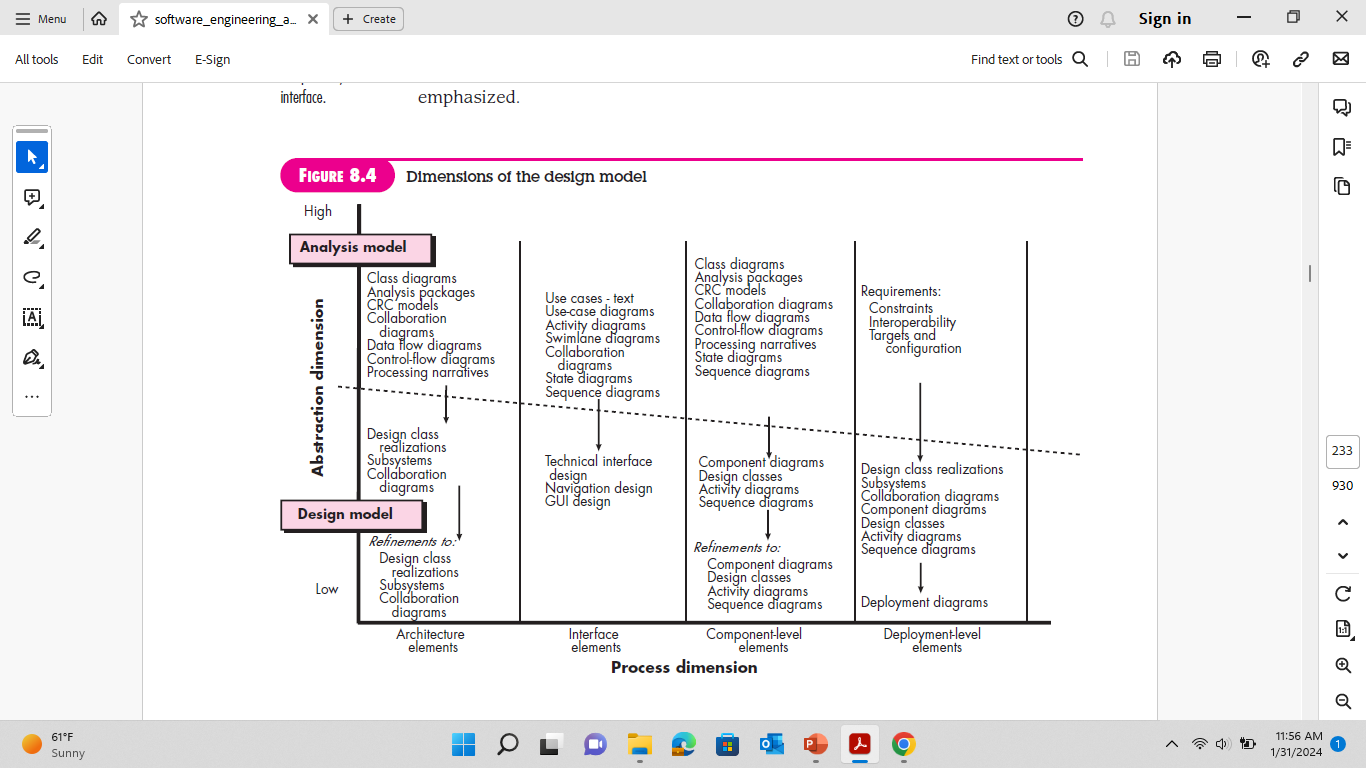 Menu
software_engineering_a...
Create
Sign in
All tools
Edit
Convert
E-Sign
Find text or tools
interface.
emphasized.
FIGURE 8.4
Dimensions of the design model
High
Analysis model
Abstraction dimension
Design model
Low
Class diagrams
Analysis packages
CRC models
Collaboration
diagrams
Data flow diagrams
Control-flow diagrams
Processing narratives
Design class
realizations
Subsystems
Collaboration
diagrams
Refinements to:
Design class
realizations
Subsystems
Collaboration
diagrams
Architecture
elements
Use cases - text
Use-case diagrams
Activity diagrams
Swimlane diagrams
Collaboration
diagrams
State diagrams
Sequence diagrams
Technical interface
design
Navigation design
GUI design
Interface
elements
Class diagrams
Analysis packages
CRC models
Collaboration diagrams
Data flow diagrams
Control-flow diagrams
Processing narratives
State diagrams
Sequence diagrams
Component diagrams
Design classes
Activity diagrams
Sequence diagrams
Refinements to:
Component diagrams
Design classes
Activity diagrams
Sequence diagrams
Component-level
elements
Requirements:
Constraints
Interoperability
Targets and
configuration
Design class realizations
Subsystems
Collaboration diagrams
Component diagrams
Design classes
Activity diagrams
Sequence diagrams
Deployment diagrams
Deployment-level
elements
Process dimension
233
930
1:1
61°F
Sunny
11:56 AM
1/31/2024
1